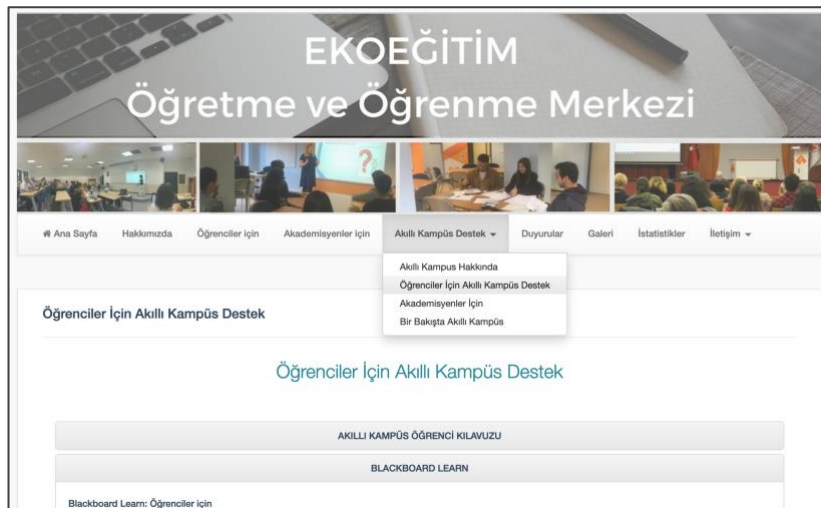 EKOEĞİTİM
Öğretme ve Öğrenme Merkezi
?
Ana Sayfa Hakkımızda Öğrenciler için Akademisyenler için Akıllı Kampüs Destek Duyurular Galeri İstatistikler İletişim
Akıllı Kampus Hakkında
Öğrenciler İçin Akıllı Kampüs Destek
Akademisyenler İçin
Bir Bakışta Akıllı Kampüs
Öğrenciler İçin Akıllı Kampüs Destek
Öğrenciler İçin Akıllı Kampüs Destek
AKILLI KAMPÜS ÖĞRENCİ KILAVUZU
BLACKBOARD LEARN
Blackboard Learn: Öğrenciler için